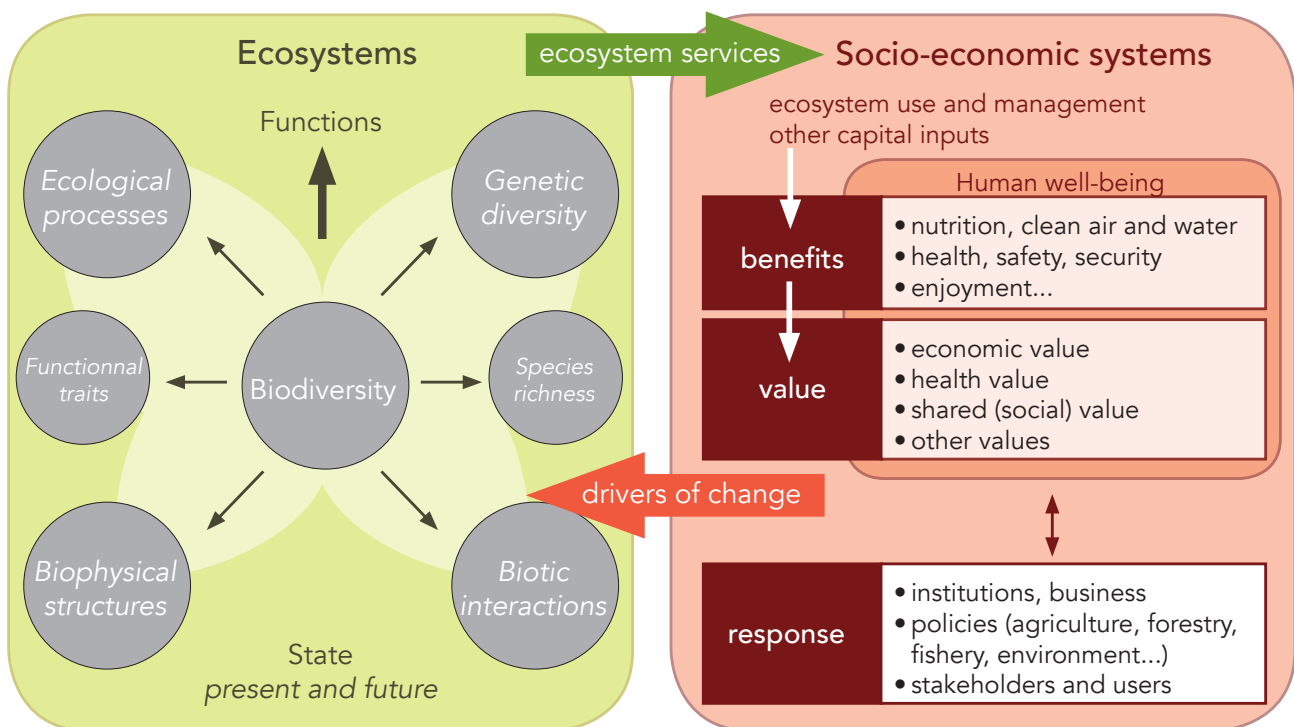 Ecosystems
ecosystem services
Socio-economic systems
Functions
Ecological
processes
Genetic
diversity
Functionnal
traits
Biodiversity
Species
richness
Biophysical
structures
Biotic
interactions
State
present and future
ecosystem use and management
other capital inputs
Human well-being
benefits
• nutrition, clean air and water
• health, safety, security
• enjoyment...
value
• economic value
• health value
• shared (social) value
• other values
drivers of change
response
• institutions, business
• policies (agriculture, forestry,
fishery, environment...)
• stakeholders and users